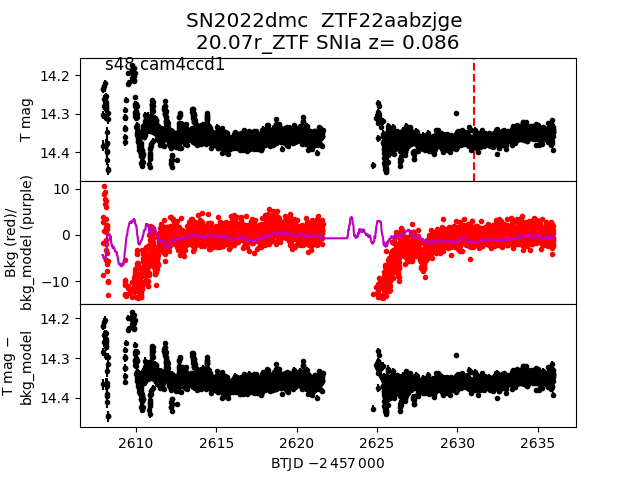 SN2022dmc  ZTF22aabzjge
20.07r_ZTF SNIa z= 0.086
s48 cam4ccd1
T mag
14.2
14.3
14.4
Bkg (red)/
bkg_model (purple)
10
0
−10
T mag −
bkg_model
14.2
14.3
14.4
2610 2615 2620 2625 2630 2635
BTJD −2 457 000